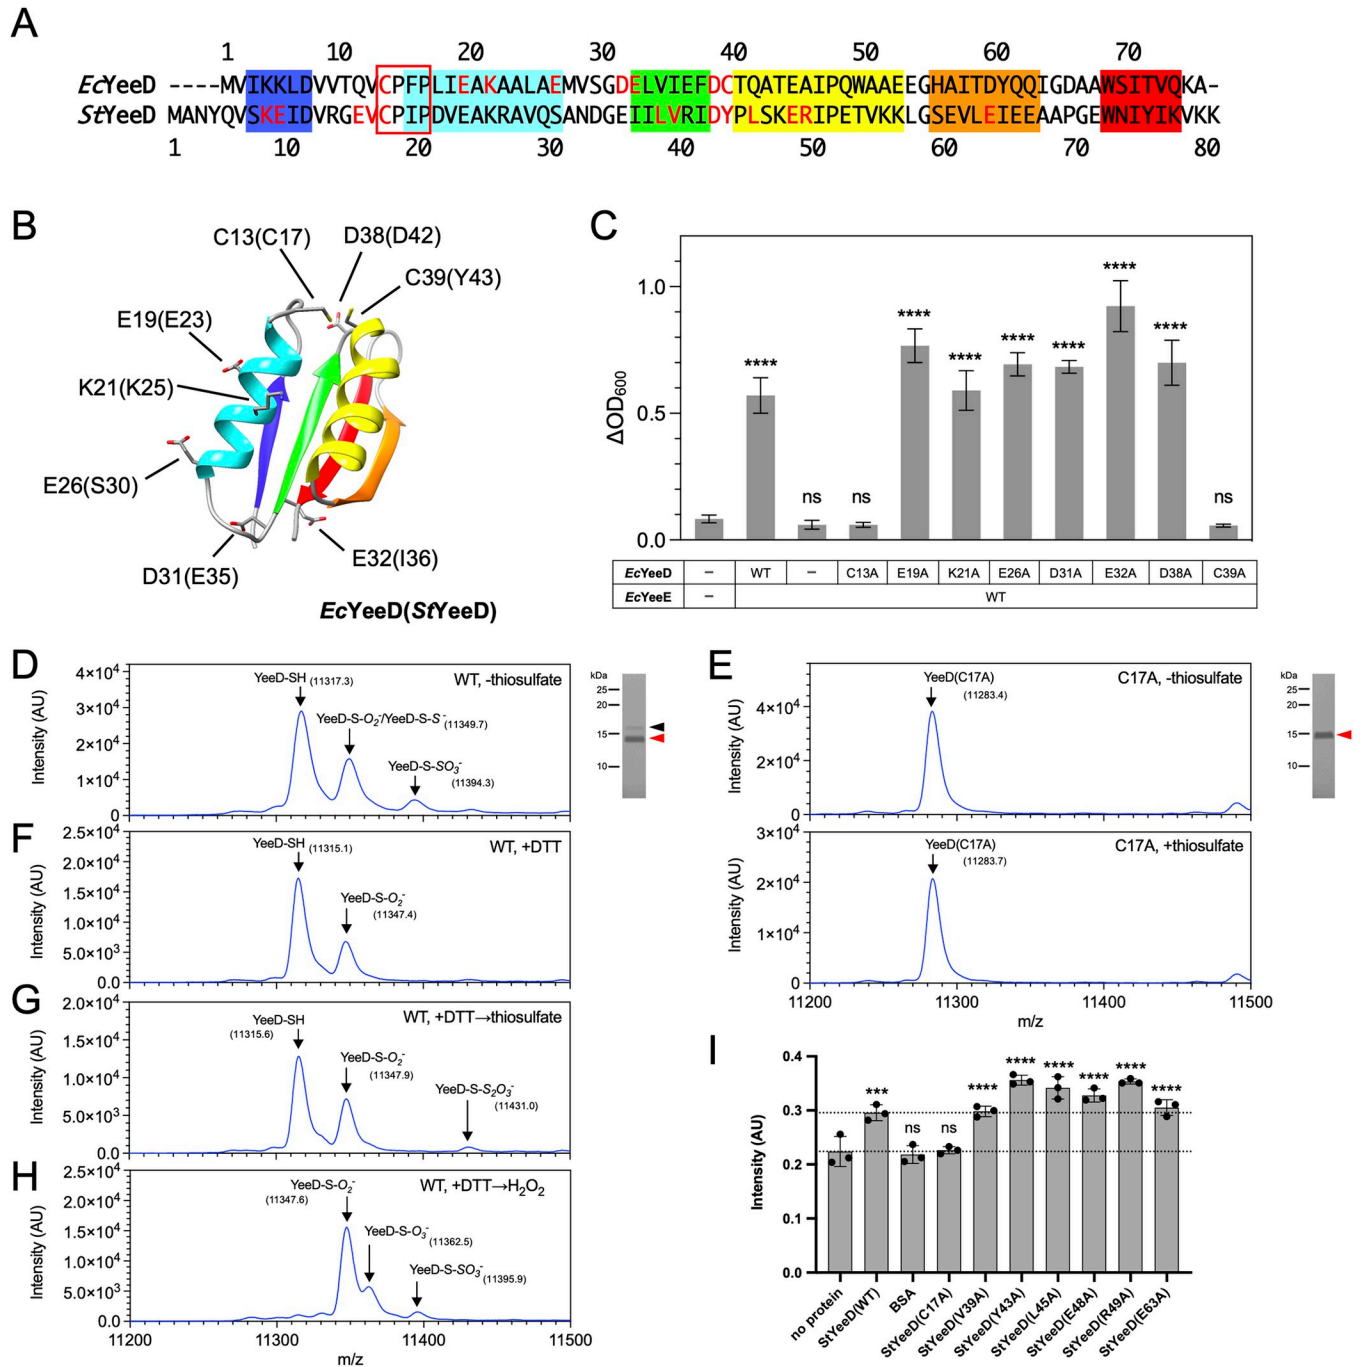 A
1 10 20 30 40 50 60 70
EcYeeD ----MVIKKLDVVTQVCPFPLIEAKAALAEMVSGDELVIEFDCTQATEAIPQWAAEEGHAITDYQQIGDAAWSITVQKA-
StYeeD MANYQVSKEIDVRGEVCPIPDVEAKRAVQSANDGEIILVRIDYPLSKERIPETVKKLGSEVLEIEEAAPGEWNIYIKVKK
1 10 20 30 40 50 60 70 80
B
C13(C17)
D38(D42)
C39(Y43)
E19(E23)
K21(K25)
E26(S30)
D31(E35)
E32(I36)
EcYeeD(StYeeD)
C
ΔOD600
1.0
0.5
0.0
**** ns ns **** **** **** **** **** **** ns
EcYeeD – WT – C13A E19A K21A E26A D31A E32A D38A C39A
EcYeeE – WT
D
WT, -thiosulfate
Intensity (AU)
4×10⁴
3×10⁴
2×10⁴
1×10⁴
0
YeeD-SH (11317.3)
YeeD-S-O₂⁻/YeeD-S-S⁻ (11349.7)
YeeD-S-SO₃⁻
(11394.3)
kDa
25
20
15
10
E
C17A, -thiosulfate
Intensity (AU)
4×10⁴
2×10⁴
0
YeeD(C17A)
(11283.4)
kDa
25
20
15
10
C17A, +thiosulfate
Intensity (AU)
3×10⁴
2×10⁴
1×10⁴
0
YeeD(C17A)
(11283.7)
11200 11300 11400 11500
m/z
F
WT, +DTT
Intensity (AU)
2.5×10⁴
2.0×10⁴
1.5×10⁴
1.0×10⁴
5.0×10³
0.0
YeeD-SH (11315.1)
YeeD-S-O₂⁻
(11347.4)
G
WT, +DTT→thiosulfate
Intensity (AU)
2.0×10⁴
1.5×10⁴
1.0×10⁴
5.0×10³
0.0
YeeD-SH
(11315.6)
YeeD-S-O₂⁻
(11347.9)
YeeD-S-S₂O₃⁻
(11431.0)
H
WT, +DTT→H₂O₂
Intensity (AU)
2.5×10⁴
2.0×10⁴
1.5×10⁴
1.0×10⁴
5.0×10³
0.0
YeeD-S-O₂⁻
(11347.6)
YeeD-S-O₃⁻
(11362.5)
YeeD-S-SO₃⁻
(11395.9)
11200 11300 11400 11500
m/z
I
Intensity (AU)
0.4
0.3
0.2
0.1
0.0
*** ns ns **** **** **** **** **** ****
no protein
StYeeD(WT)
BSA
StYeeD(C17A)
StYeeD(V39A)
StYeeD(Y43A)
StYeeD(L45A)
StYeeD(E48A)
StYeeD(R49A)
StYeeD(E63A)